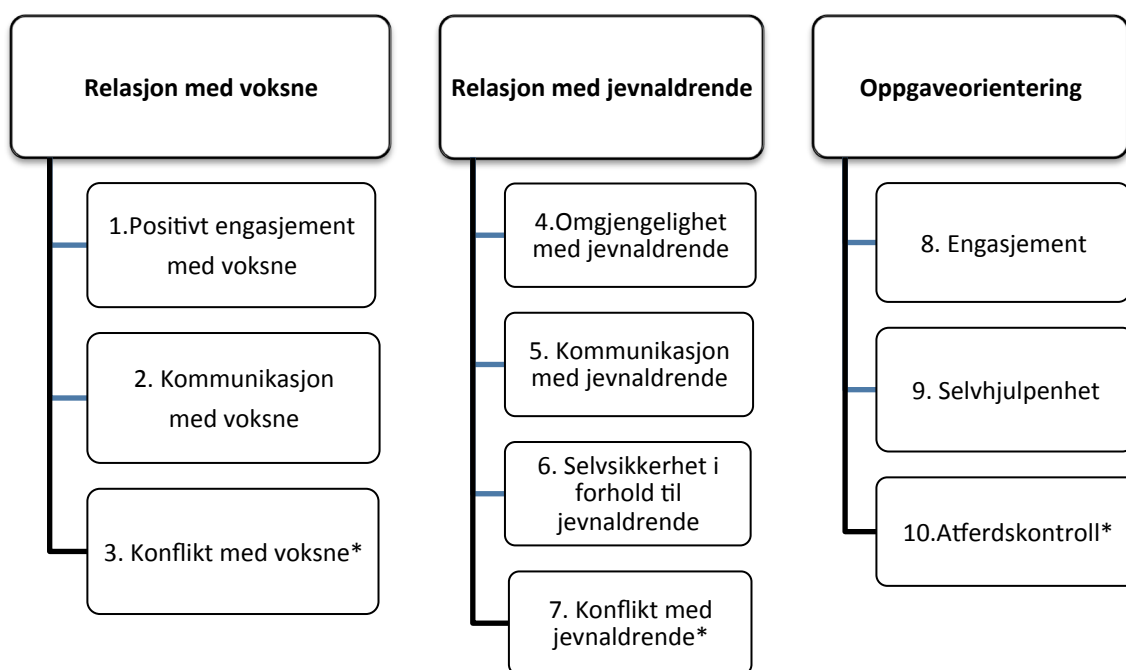 Relasjon med voksne
1.Positivt engasjement
med voksne
2. Kommunikasjon
med voksne
3. Konflikt med voksne*
Relasjon med jevnaldrende
4.Omgjengelighet
med jevnaldrende
5. Kommunikasjon
med jevnaldrende
6. Selvsikkerhet i
forhold til
jevnaldrende
7. Konflikt med
jevnaldrende*
Oppgaveorientering
8. Engasjement
9. Selvhjulpenhet
10.Atferdskontroll*